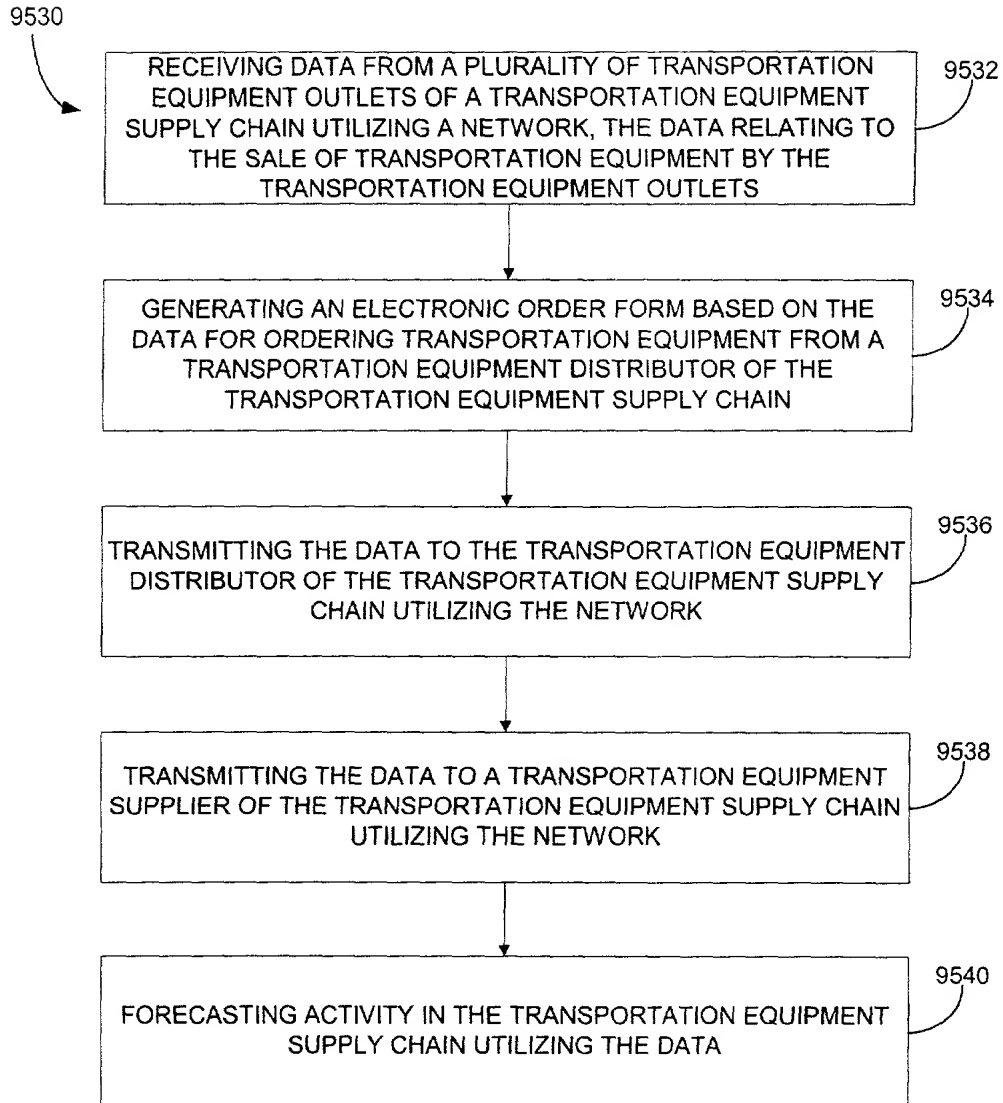 9530
RECEIVING DATA FROM A PLURALITY OF TRANSPORTATION
EQUIPMENT OUTLETS OF A TRANSPORTATION EQUIPMENT
SUPPLY CHAIN UTILIZING A NETWORK, THE DATA RELATING TO
THE SALE OF TRANSPORTATION EQUIPMENT BY THE
TRANSPORTATION EQUIPMENT OUTLETS
9532
GENERATING AN ELECTRONIC ORDER FORM BASED ON THE
DATA FOR ORDERING TRANSPORTATION EQUIPMENT FROM A
TRANSPORTATION EQUIPMENT DISTRIBUTOR OF THE
TRANSPORTATION EQUIPMENT SUPPLY CHAIN
9534
TRANSMITTING THE DATA TO THE TRANSPORTATION EQUIPMENT
DISTRIBUTOR OF THE TRANSPORTATION EQUIPMENT SUPPLY
CHAIN UTILIZING THE NETWORK
9536
TRANSMITTING THE DATA TO A TRANSPORTATION EQUIPMENT
SUPPLIER OF THE TRANSPORTATION EQUIPMENT SUPPLY CHAIN
UTILIZING THE NETWORK
9538
FORECASTING ACTIVITY IN THE TRANSPORTATION EQUIPMENT
SUPPLY CHAIN UTILIZING THE DATA
9540